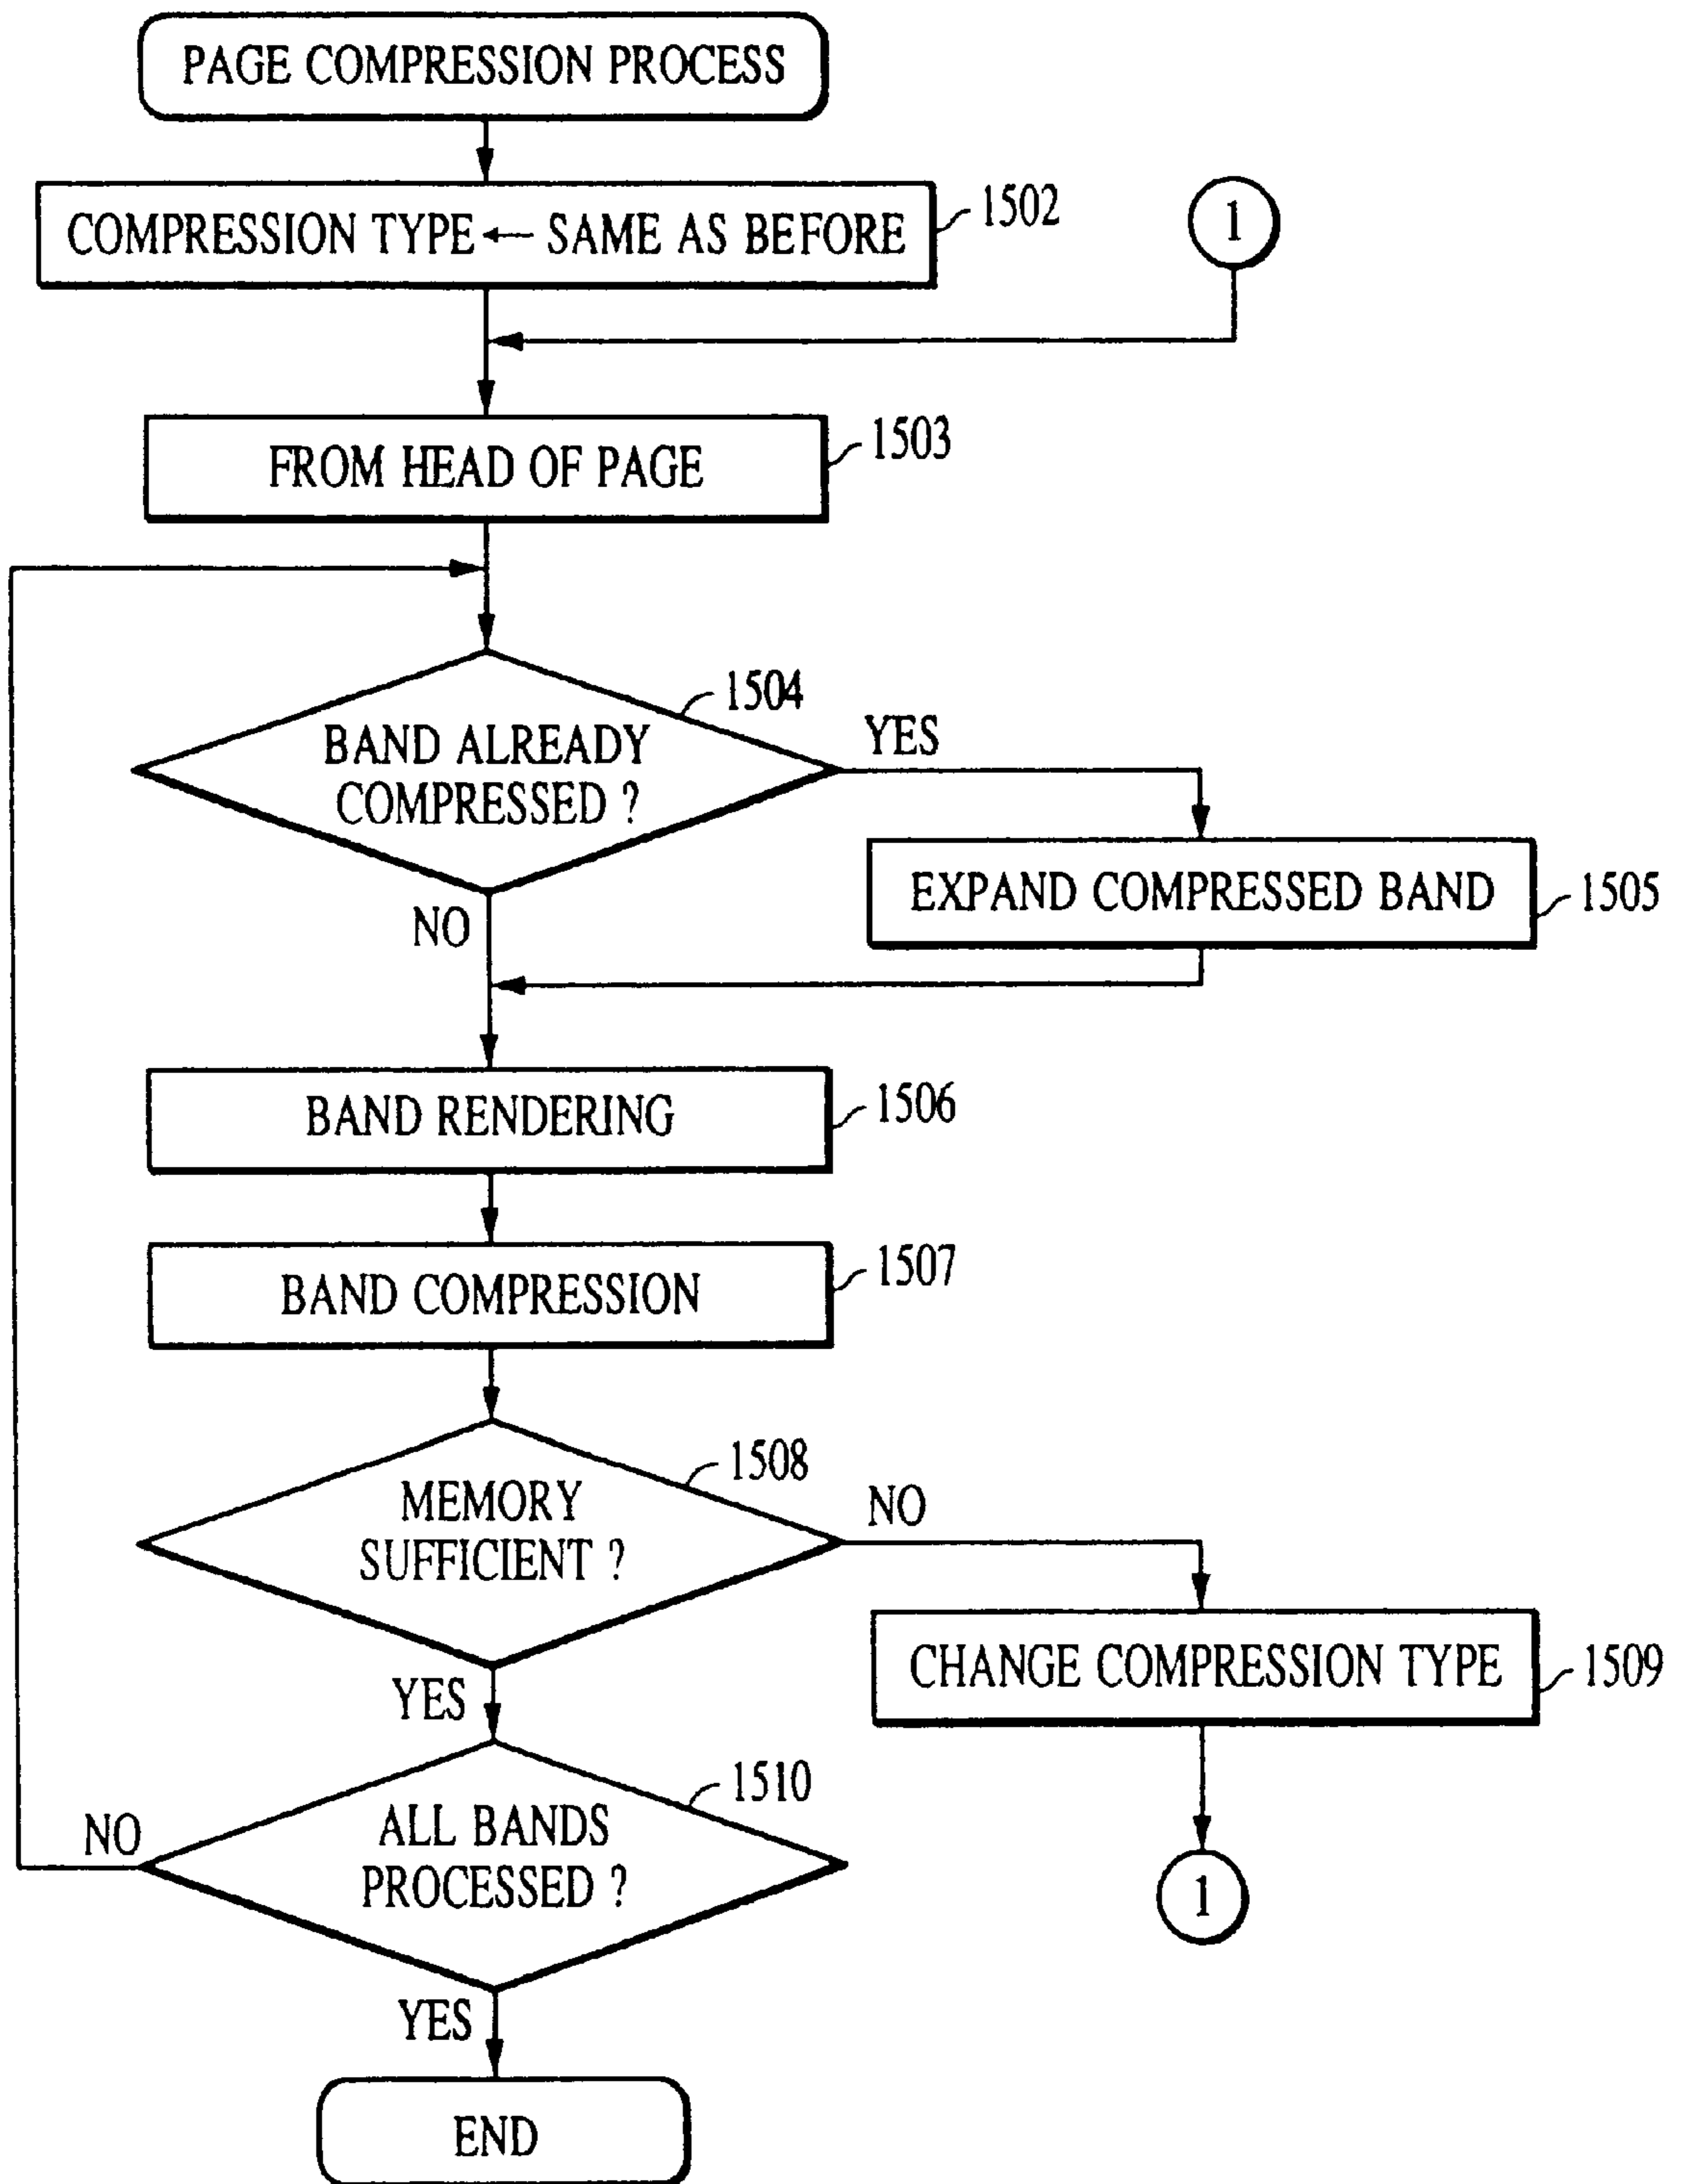 PAGE COMPRESSION PROCESS
COMPRESSION TYPE ← SAME AS BEFORE
1502
1
FROM HEAD OF PAGE
1503
1504
BAND ALREADY
COMPRESSED ?
YES
NO
EXPAND COMPRESSED BAND
1505
BAND RENDERING
1506
BAND COMPRESSION
1507
1508
MEMORY
SUFFICIENT ?
NO
YES
CHANGE COMPRESSION TYPE
1509
1510
ALL BANDS
PROCESSED ?
NO
1
YES
END